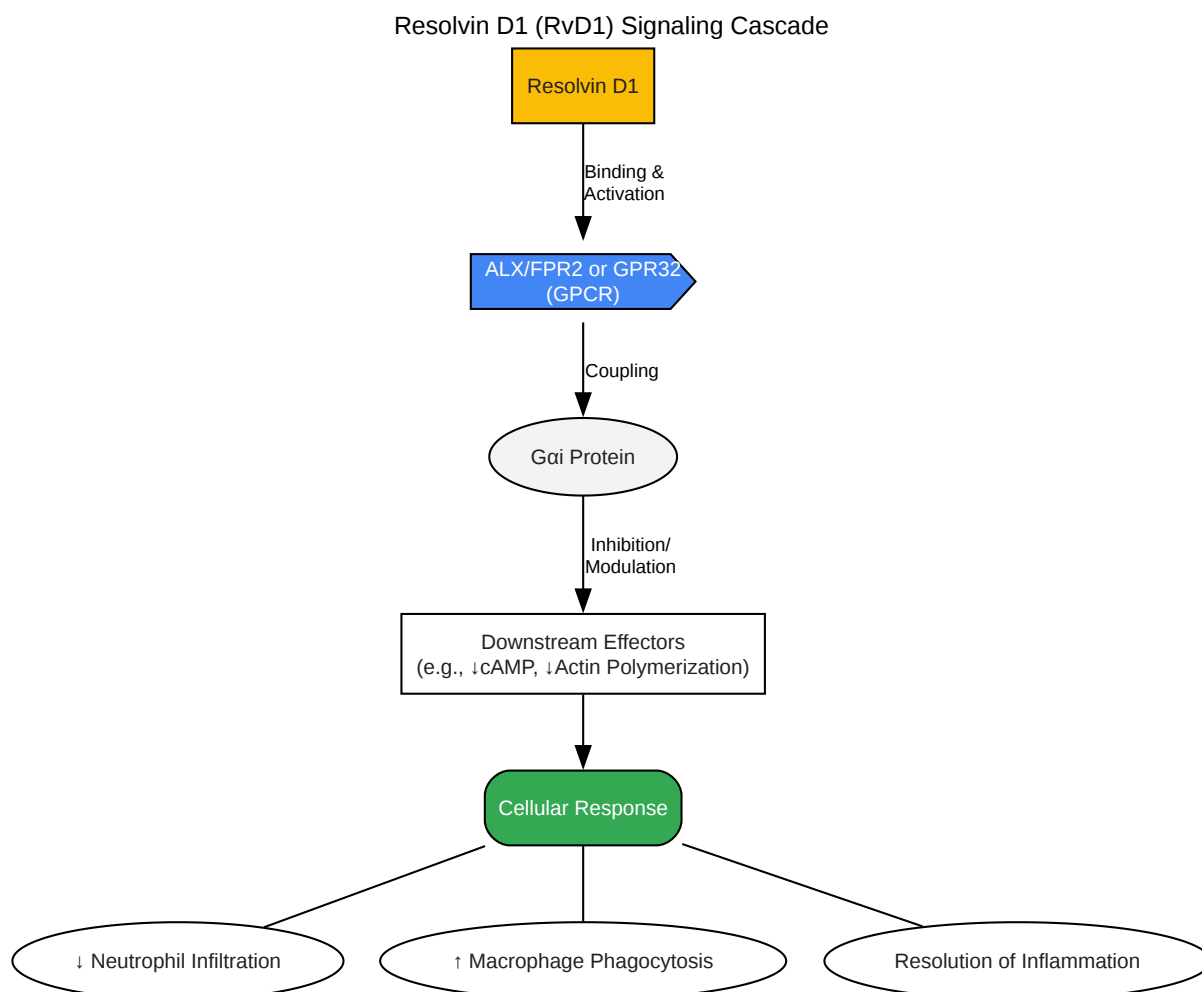 Resolvin D1 (RvD1) Signaling Cascade
Resolvin D1
Binding &
Activation
ALX/FPR2 or GPR32
(GPCR)
Coupling
Gαi Protein
Inhibition/
Modulation
Downstream Effectors
(e.g., ↓cAMP, ↓Actin Polymerization)
Cellular Response
↓ Neutrophil Infiltration
↑ Macrophage Phagocytosis
Resolution of Inflammation